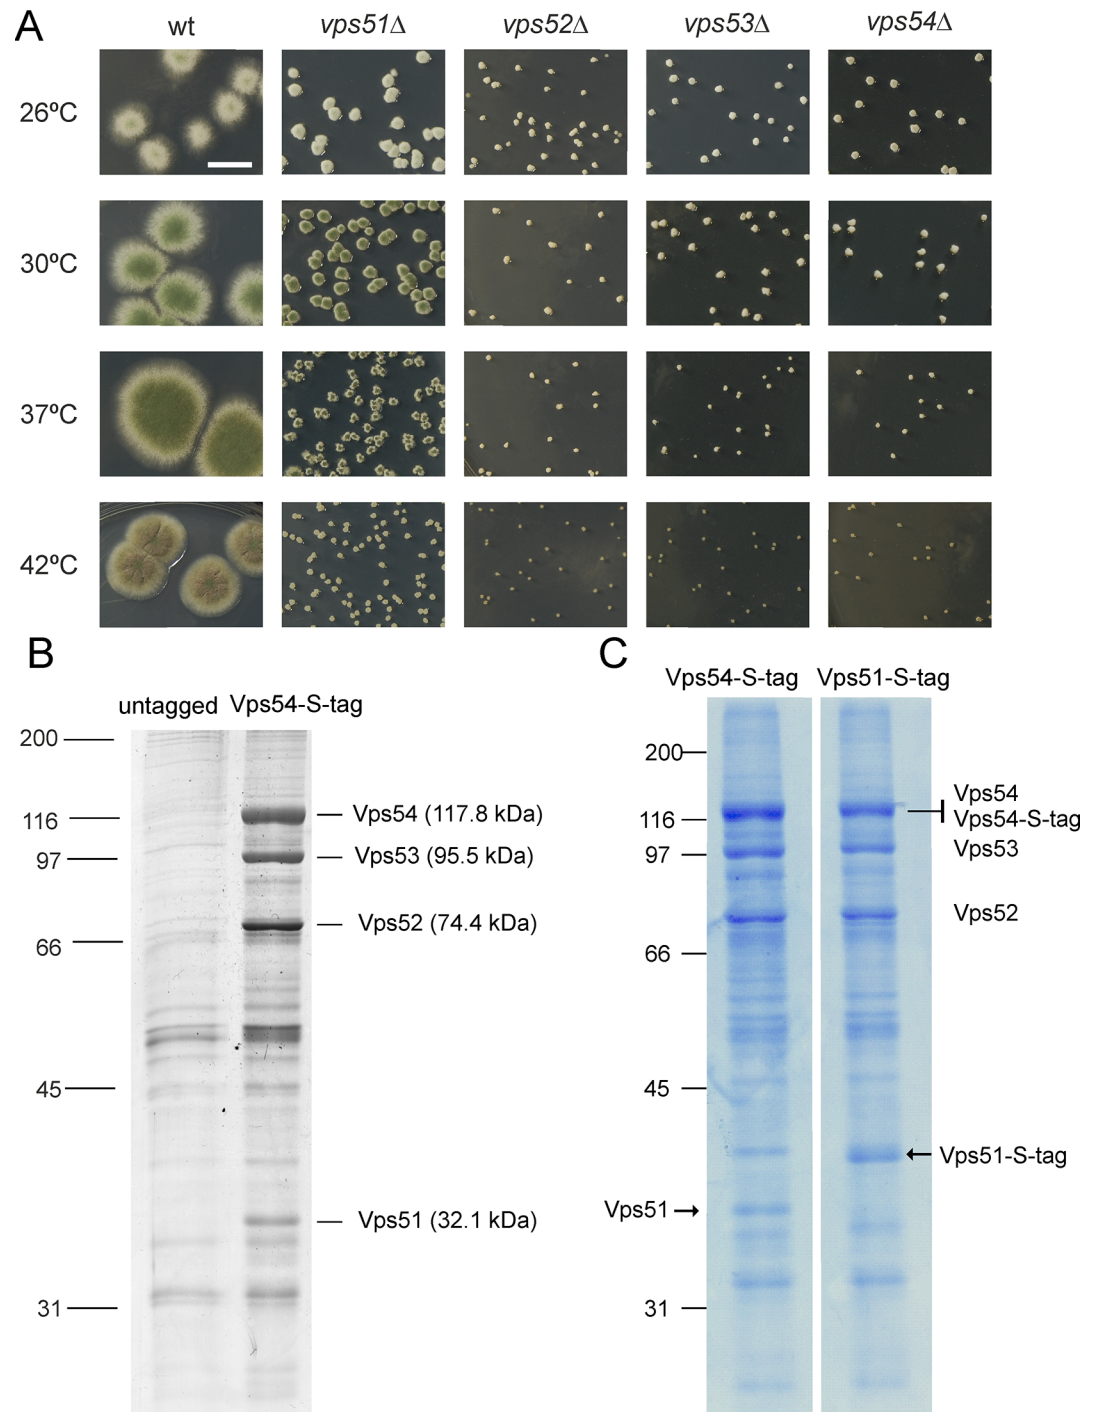 A
wt vps51Δ vps52Δ vps53Δ vps54Δ
26ºC
30ºC
37ºC
42ºC
B
untagged Vps54-S-tag
200
116
97
66
45
31
Vps54 (117.8 kDa)
Vps53 (95.5 kDa)
Vps52 (74.4 kDa)
Vps51 (32.1 kDa)
C
Vps54-S-tag Vps51-S-tag
200
116
97
66
45
Vps51
31
Vps54
Vps54-S-tag
Vps53
Vps52
Vps51-S-tag